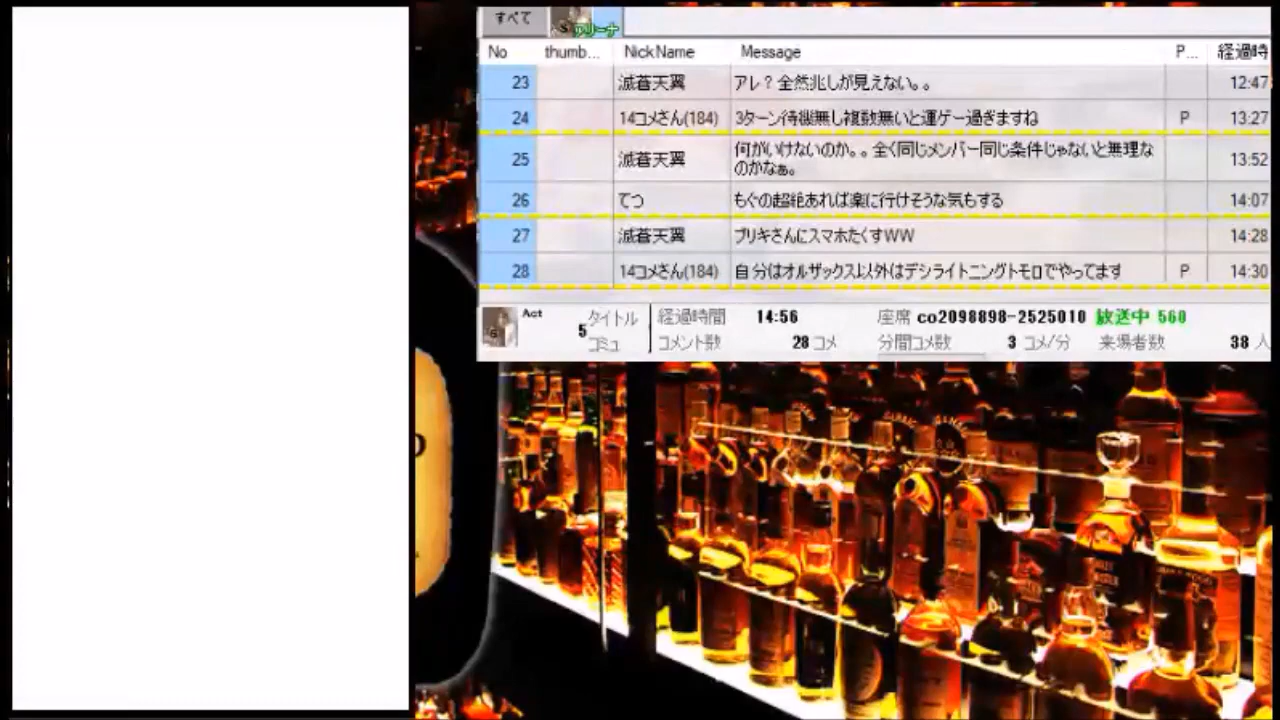 すべて
アリーナ
No thumb... NickName Message P... 経過時
23 滅蒼天翼 アレ？全然兆しが見えない。。 12:47
24 14コメさん(184) 3ターン待機無し複数無いと運ゲー過ぎますね P 13:27
25 滅蒼天翼 何がいけないのか。。全く同じメンバー同じ条件じゃないと無理な
のかなぁ。 13:52
26 てつ もぐの超絶あれば楽に行けそうな気もする 14:07
27 滅蒼天翼 ブリキさんにスマホたくすWW 14:28
28 14コメさん(184) 自分はオルザックス以外はデシライトニングトモロでやってます P 14:30
Act 5 タイトル 経過時間 14:56 座席 co2098898-2525010 放送中 560
コミュ コメント数 28 コメ 分間コメ数 3 コメ/分 来場者数 38 人